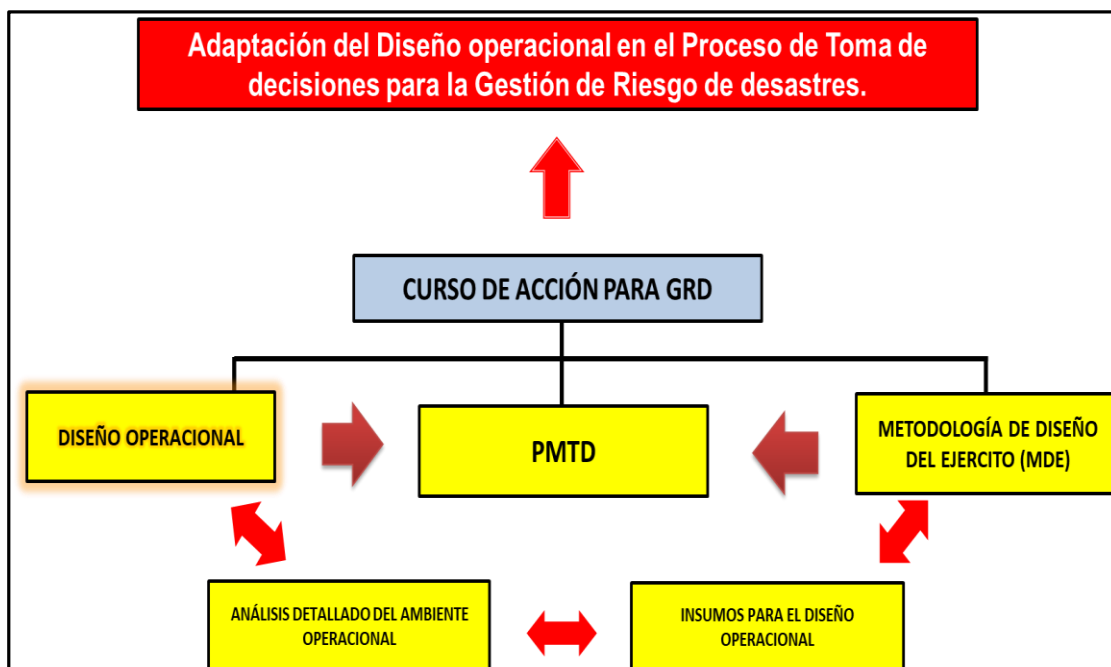 Adaptación del Diseño operacional en el Proceso de Toma de
decisiones para la Gestión de Riesgo de desastres.
CURSO DE ACCIÓN PARA GRD
DISEÑO OPERACIONAL
PMTD
METODOLOGÍA DE DISEÑO
DEL EJERCITO (MDE)
ANÁLISIS DETALLADO DEL AMBIENTE
OPERACIONAL
INSUMOS PARA EL DISEÑO
OPERACIONAL